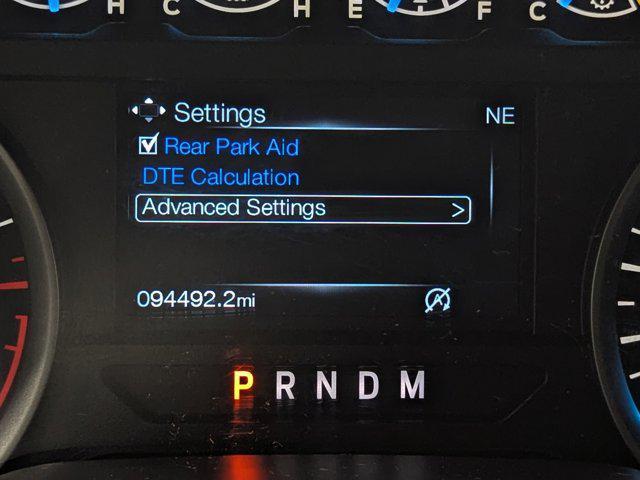 H C H E F C
Settings NE
Rear Park Aid
DTE Calculation
Advanced Settings >
094492.2mi A
P R N D M